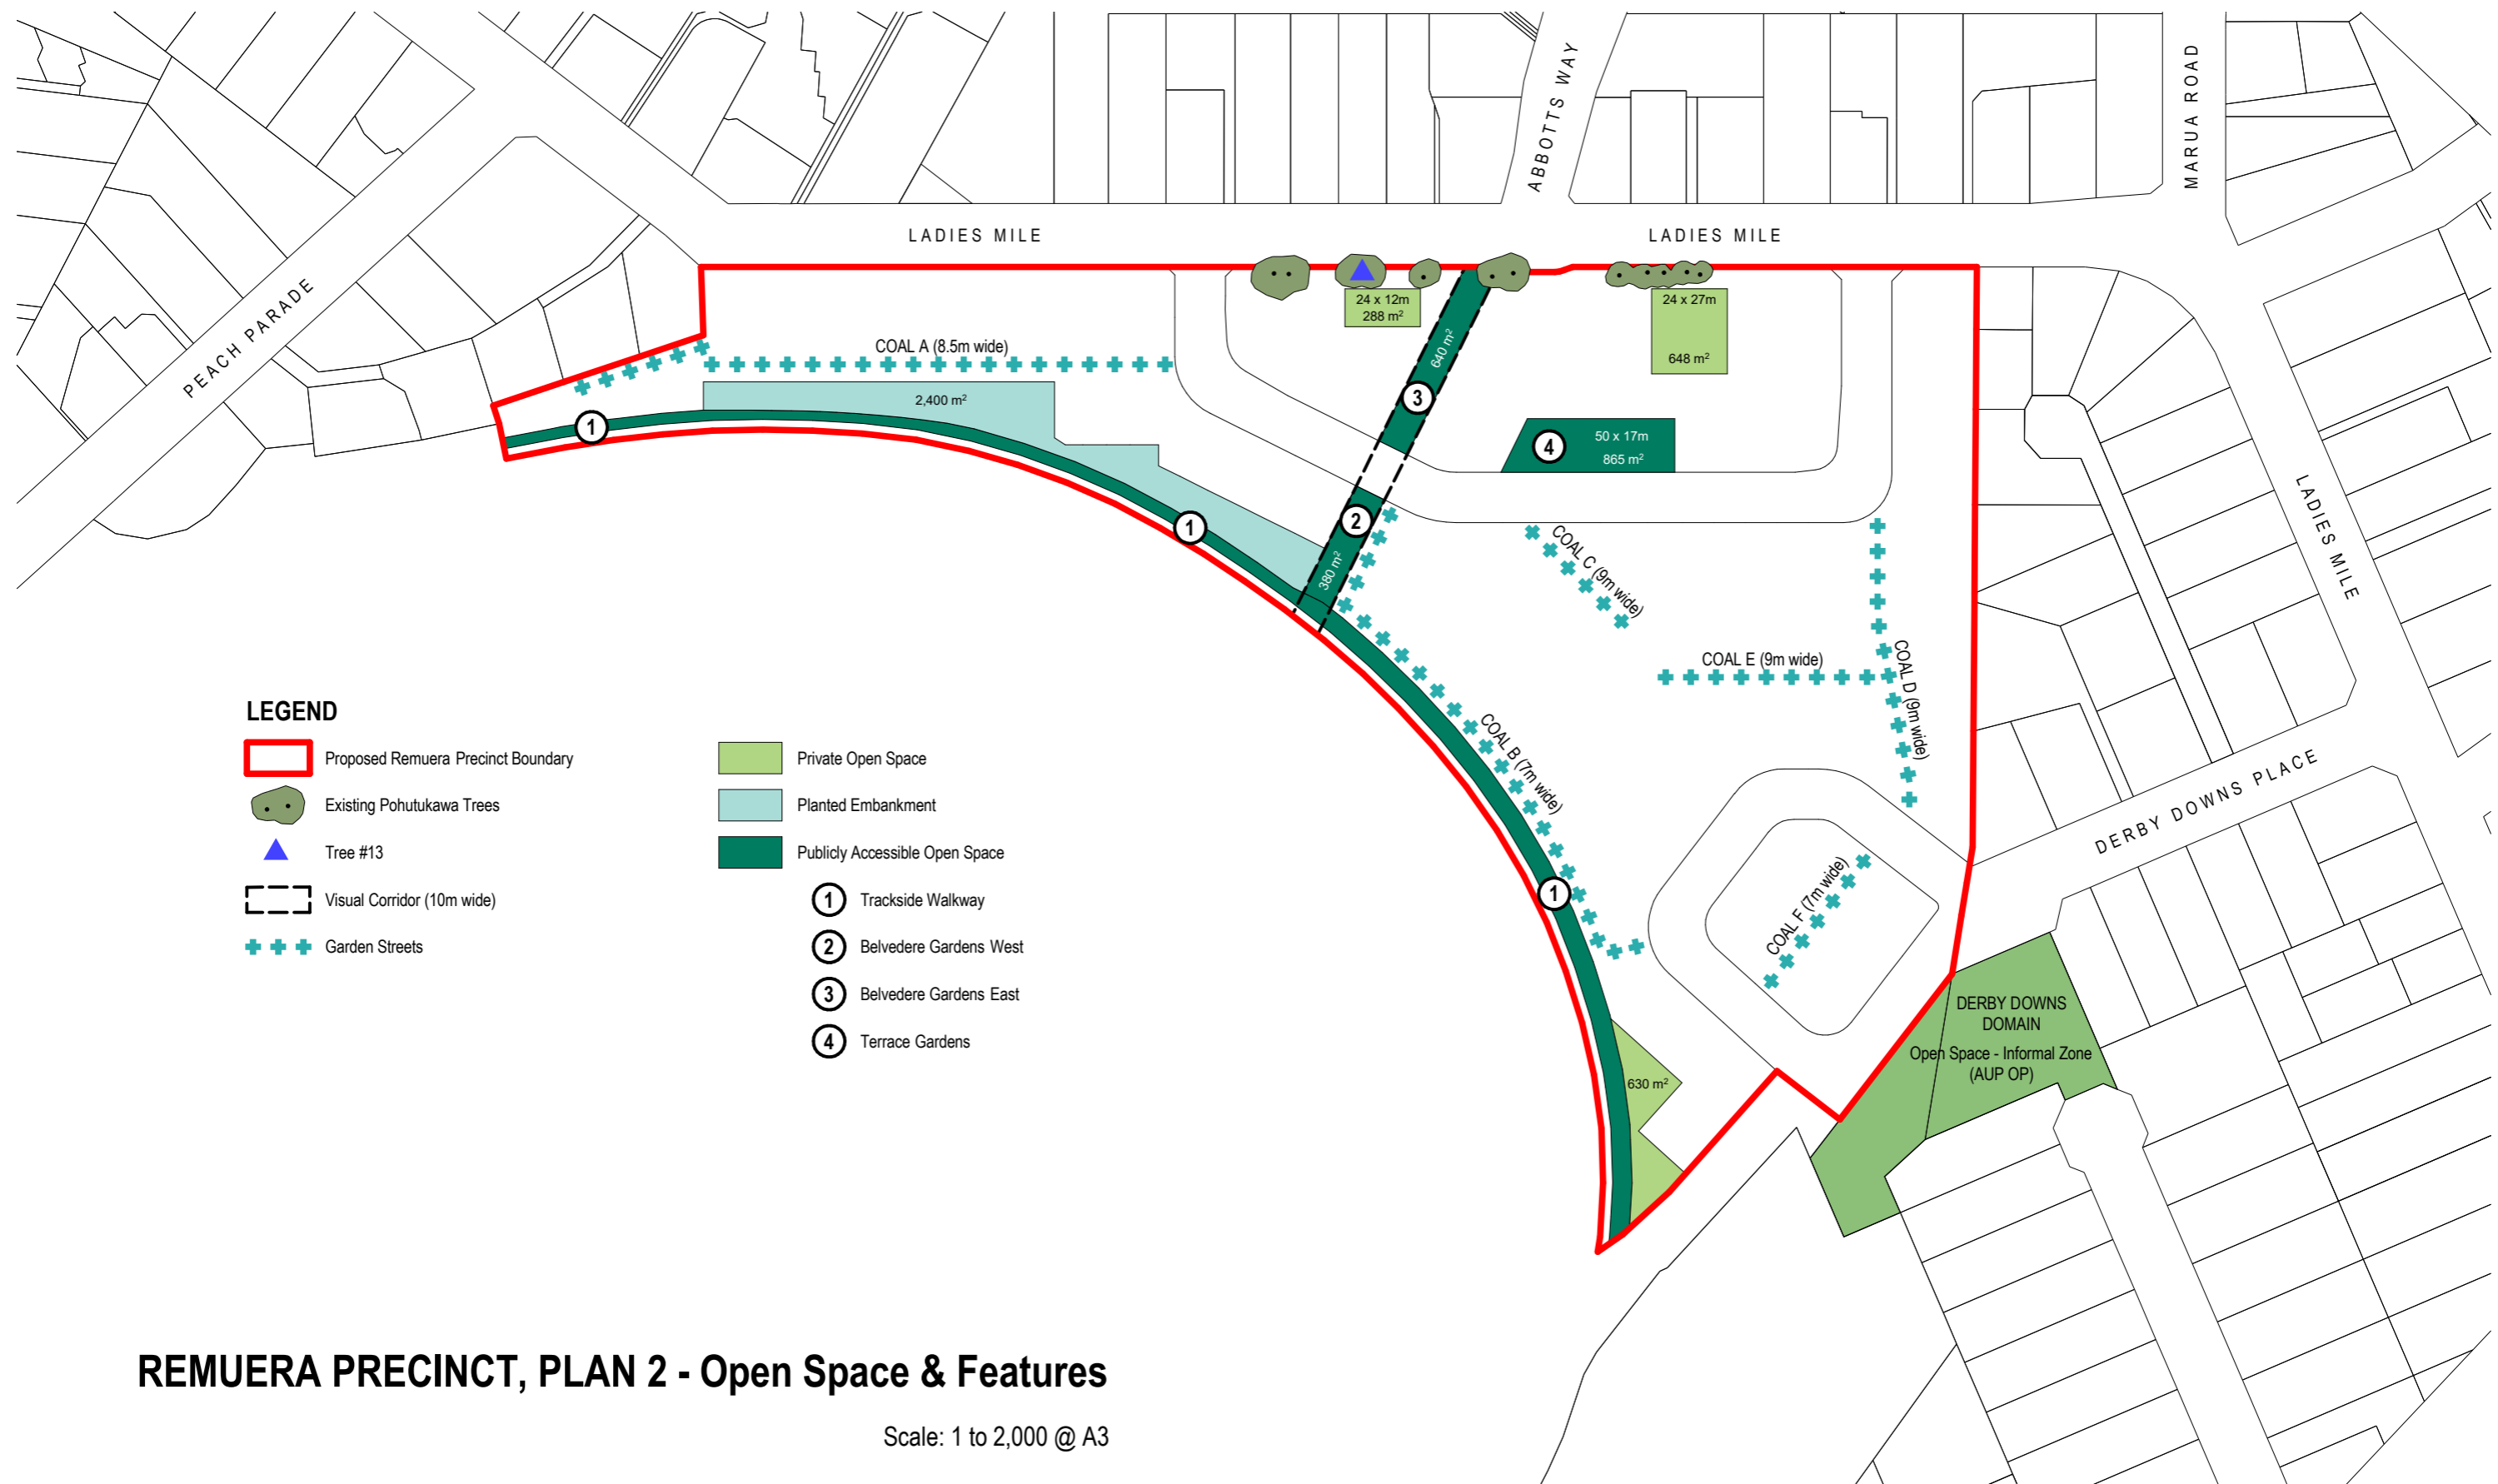 ABBOTTS WAY
MARUA ROAD
LADIES MILE
LADIES MILE
PEACH PARADE
24 x 12m
288 m²
24 x 27m
648 m²
640 m²
COAL A (8.5m wide)
3
2,400 m²
1
4
50 x 17m
865 m²
1
2
380 m²
COAL C (9m wide)
LADIES MILE
COAL E (9m wide)
COAL D (9m wide)
COAL B (7m wide)
DERBY DOWNS PLACE
1
COAL F (7m wide)
DERBY DOWNS
DOMAIN
Open Space - Informal Zone
(AUP OP)
630 m²
LEGEND
Proposed Remuera Precinct Boundary
Existing Pohutukawa Trees
Tree #13
Visual Corridor (10m wide)
Garden Streets
Private Open Space
Planted Embankment
Publicly Accessible Open Space
1 Trackside Walkway
2 Belvedere Gardens West
3 Belvedere Gardens East
4 Terrace Gardens
REMUERA PRECINCT, PLAN 2 - Open Space & Features
Scale: 1 to 2,000 @ A3